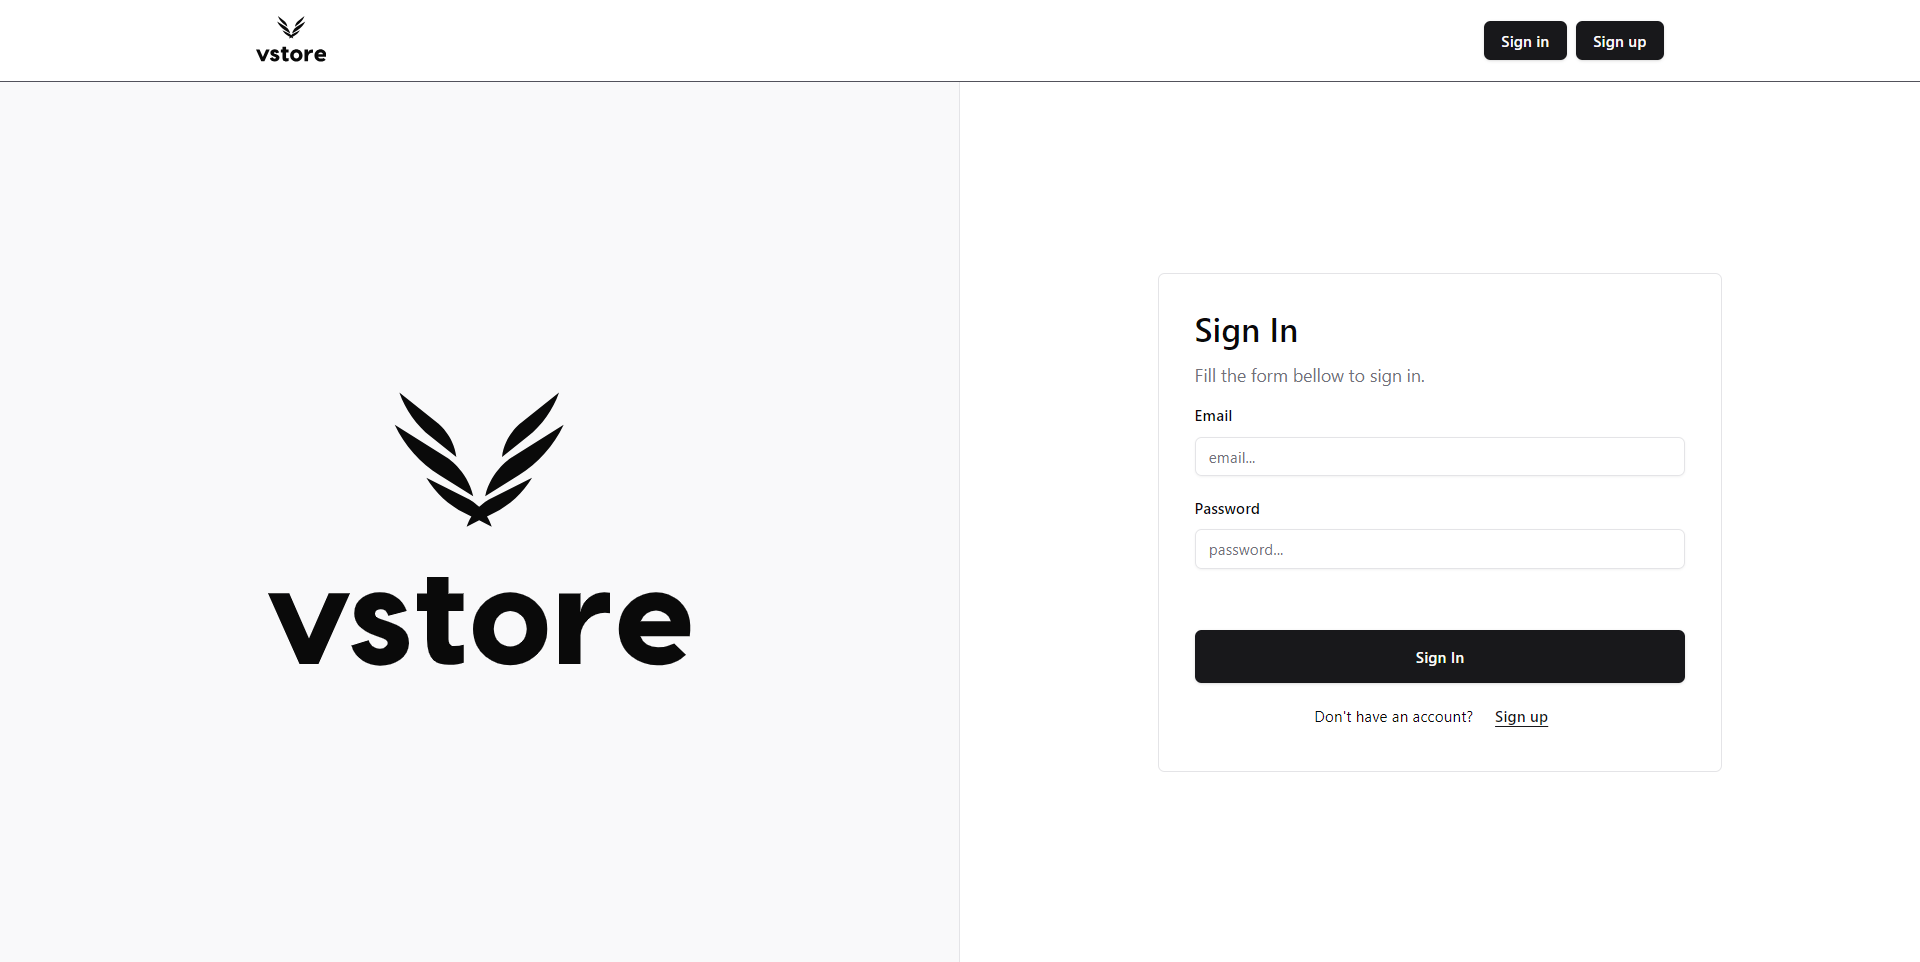 vstore
Sign in
Sign up
vstore
Sign In
Fill the form bellow to sign in.
Email
email...
Password
password...
Sign In
Don't have an account? Sign up